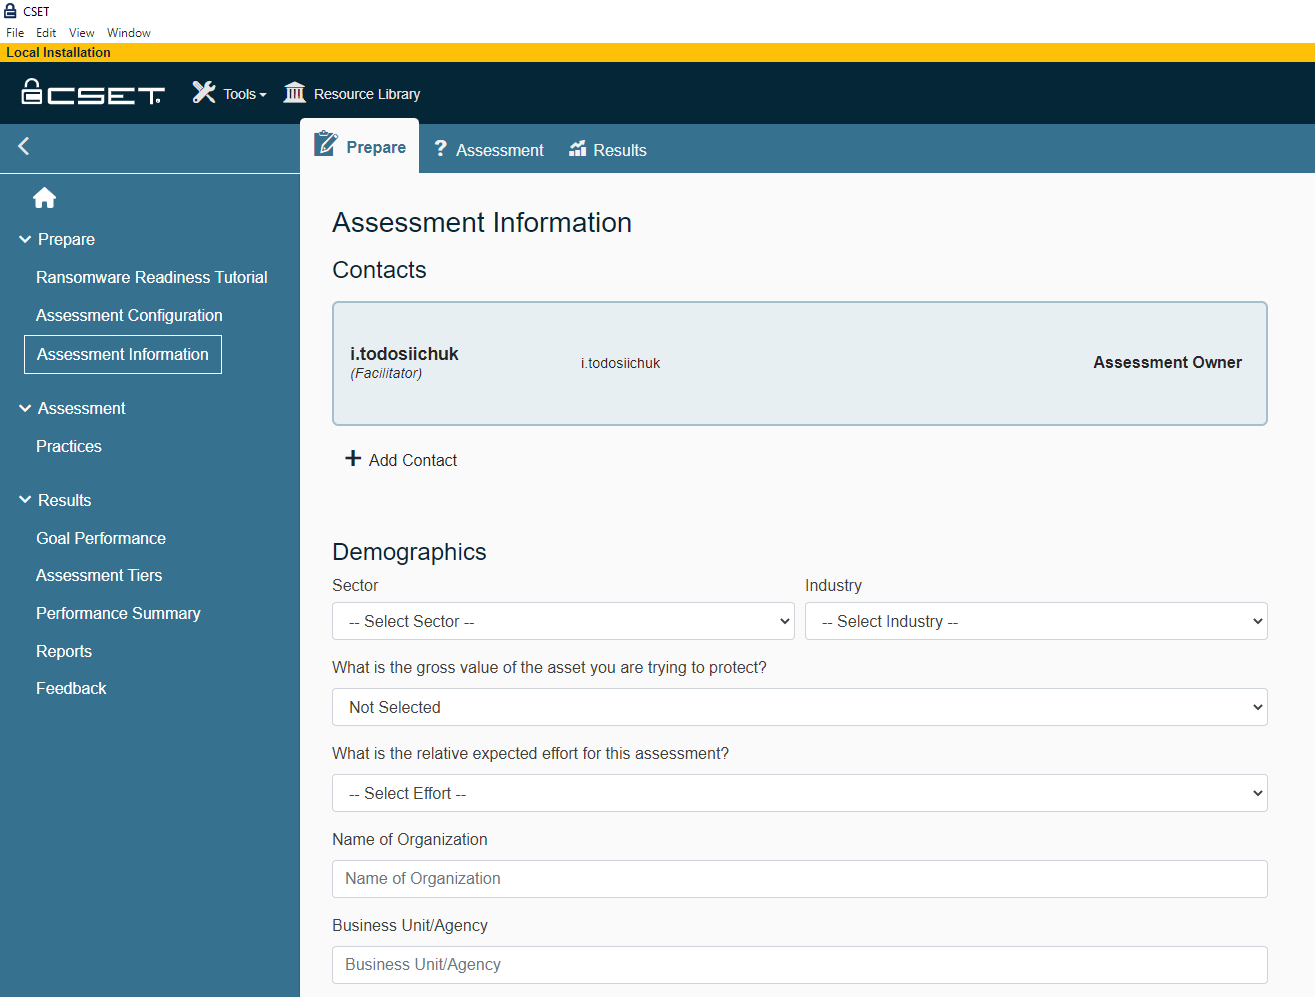 CSET
File Edit View Window
Local Installation
CSET
Tools
Resource Library
Prepare
? Assessment
Results
Prepare
Ransomware Readiness Tutorial
Assessment Configuration
Assessment Information
Assessment
Practices
Results
Goal Performance
Assessment Tiers
Performance Summary
Reports
Feedback
Assessment Information
Contacts
i.todosiichuk
(Facilitator)
i.todosiichuk
Assessment Owner
+ Add Contact
Demographics
Sector
Industry
-- Select Sector --
-- Select Industry --
What is the gross value of the asset you are trying to protect?
Not Selected
What is the relative expected effort for this assessment?
-- Select Effort --
Name of Organization
Name of Organization
Business Unit/Agency
Business Unit/Agency